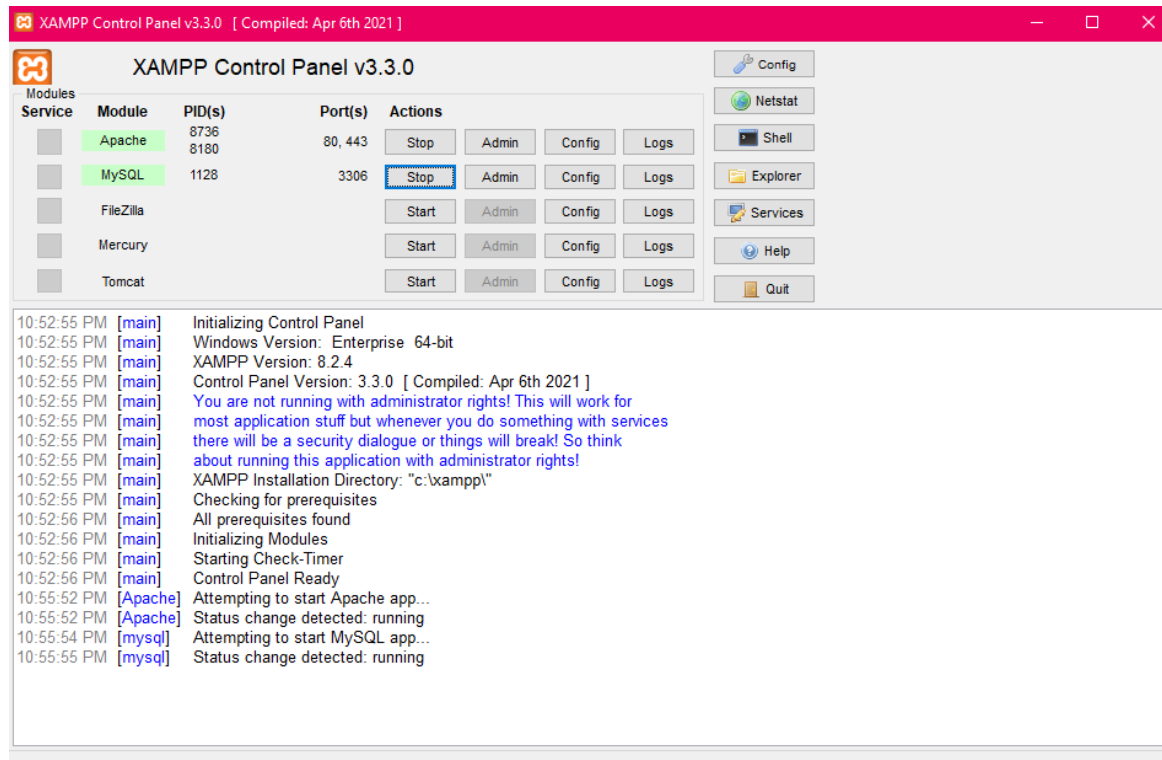 XAMPP Control Panel v3.3.0 [ Compiled: Apr 6th 2021 ]
XAMPP Control Panel v3.3.0
Config
Modules
Service Module PID(s) Port(s) Actions
Netstat
Apache 8736 8180 80, 443 Stop Admin Config Logs
Shell
MySQL 1128 3306 Stop Admin Config Logs
Explorer
FileZilla Start Admin Config Logs
Services
Mercury Start Admin Config Logs
Help
Tomcat Start Admin Config Logs
Quit
10:52:55 PM [main] Initializing Control Panel
10:52:55 PM [main] Windows Version: Enterprise 64-bit
10:52:55 PM [main] XAMPP Version: 8.2.4
10:52:55 PM [main] Control Panel Version: 3.3.0 [ Compiled: Apr 6th 2021 ]
10:52:55 PM [main] You are not running with administrator rights! This will work for
10:52:55 PM [main] most application stuff but whenever you do something with services
10:52:55 PM [main] there will be a security dialogue or things will break! So think
10:52:55 PM [main] about running this application with administrator rights!
10:52:55 PM [main] XAMPP Installation Directory: "c:\xampp\"
10:52:55 PM [main] Checking for prerequisites
10:52:56 PM [main] All prerequisites found
10:52:56 PM [main] Initializing Modules
10:52:56 PM [main] Starting Check-Timer
10:52:56 PM [main] Control Panel Ready
10:55:52 PM [Apache] Attempting to start Apache app...
10:55:52 PM [Apache] Status change detected: running
10:55:54 PM [mysql] Attempting to start MySQL app...
10:55:55 PM [mysql] Status change detected: running